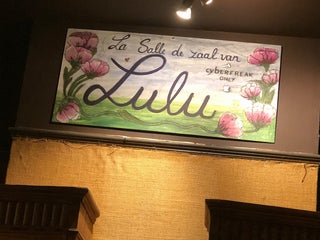 La Salle de zaal van
Lulu
cyberfreak
only